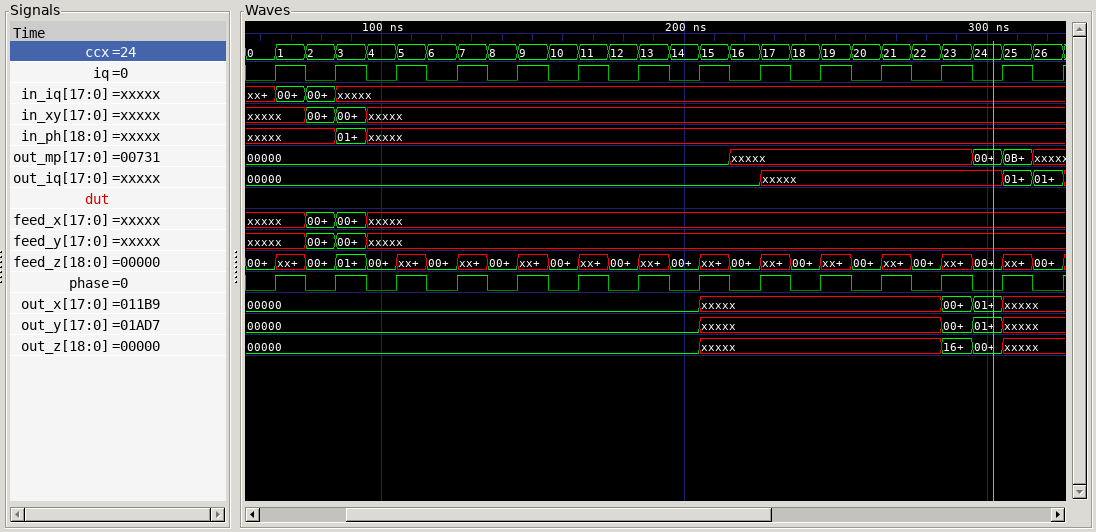 Signals Waves
Time 100 ns 200 ns 300 ns
ccx=24 0 1 2 3 4 5 6 7 8 9 10 11 12 13 14 15 16 17 18 19 20 21 22 23 24 25 26
iq=0
in_iq[17:0]=xxxxx xx+ 00+ 00+ xxxxx
in_xy[17:0]=xxxxx xxxxx 00+ 00+ xxxxx
in_ph[18:0]=xxxxx xxxxx 01+ xxxxx
out_mp[17:0]=00731 00000 xxxxx 00+ 0B+ xxxxx
out_iq[17:0]=xxxxx 00000 xxxxx 01+ 01+
dut
feed_x[17:0]=xxxxx xxxxx 00+ 00+ xxxxx
feed_y[17:0]=xxxxx xxxxx 00+ 00+ xxxxx
feed_z[18:0]=00000 00+ xx+ 00+ 01+ 00+ xx+ 00+ xx+ 00+ xx+ 00+ xx+ 00+ xx+ 00+ xx+ 00+ xx+ 00+ xx+ 00+ xx+ 00+ xx+ 00+ xx+ 00+
phase=0
out_x[17:0]=011B9 00000 xxxxx 00+ 01+ xxxxx
out_y[17:0]=01AD7 00000 xxxxx 00+ 01+ xxxxx
out_z[18:0]=00000 00000 xxxxx 16+ 00+ xxxxx